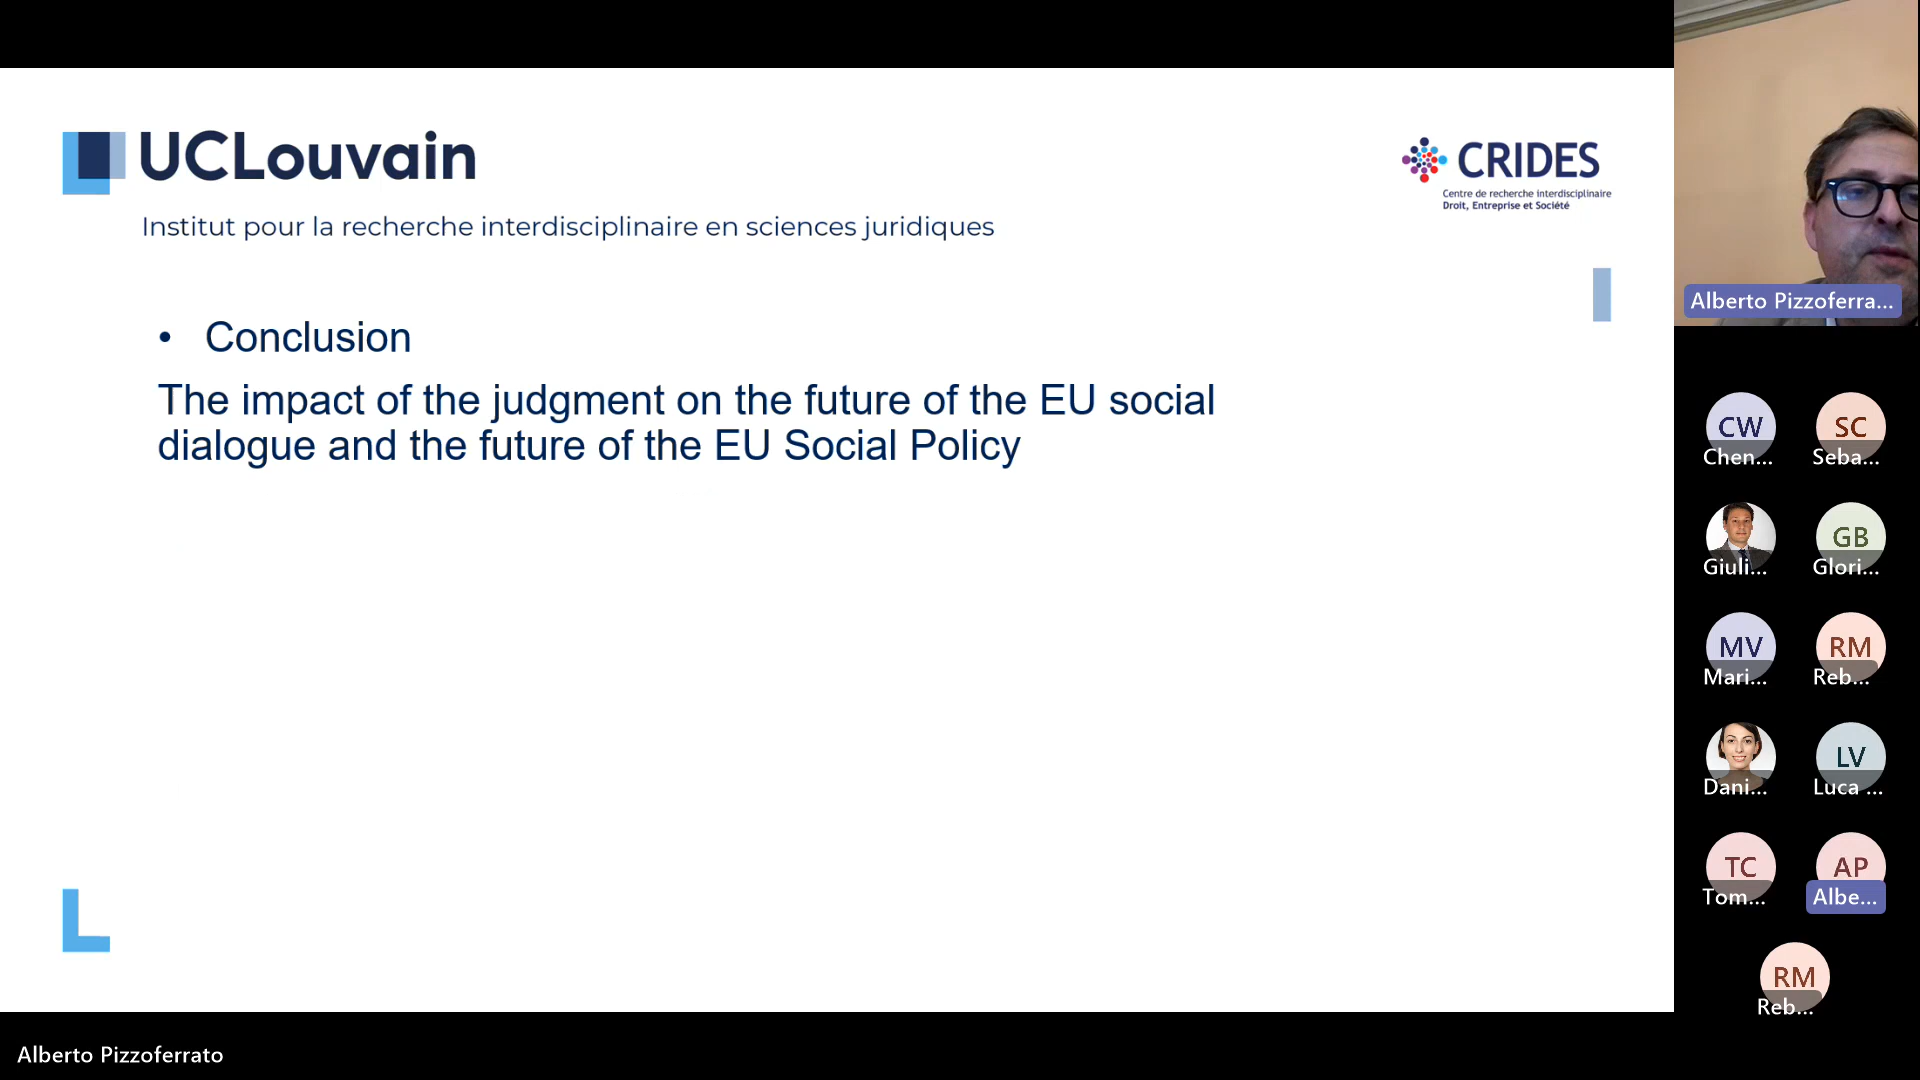 UCLouvain
Institut pour la recherche interdisciplinaire en sciences juridiques
CRIDES
Centre de recherche interdisciplinaire
Droit, Entreprise et Société
• Conclusion
The impact of the judgment on the future of the EU social
dialogue and the future of the EU Social Policy
Alberto Pizzoferra...
CW
Chen...
SC
Seba...
Giuli...
GB
Glori...
MV
Mari...
RM
Reb...
Dani...
LV
Luca ...
TC
Tom...
AP
Albe...
RM
Reb...
Alberto Pizzoferrato